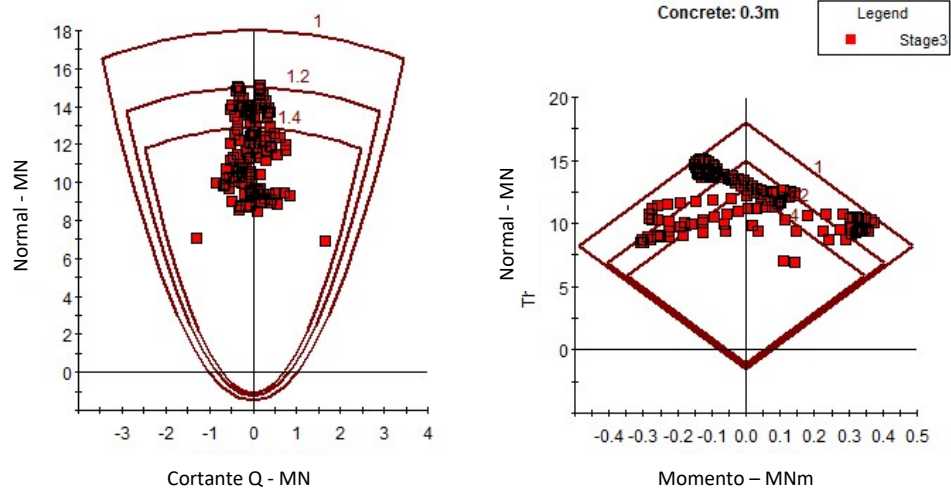 Concrete: 0.3m
Legend
Stage3
1
1.2
1.4
18
16
14
12
10
8
6
4
2
0
Normal - MN
-3 -2 -1 0 1 2 3 4
Cortante Q - MN
20
15
10
5
0
Normal - MN
1
2
4
-0.4 -0.3 -0.2 -0.1 0.0 0.1 0.2 0.3 0.4 0.5
Momento – MNm